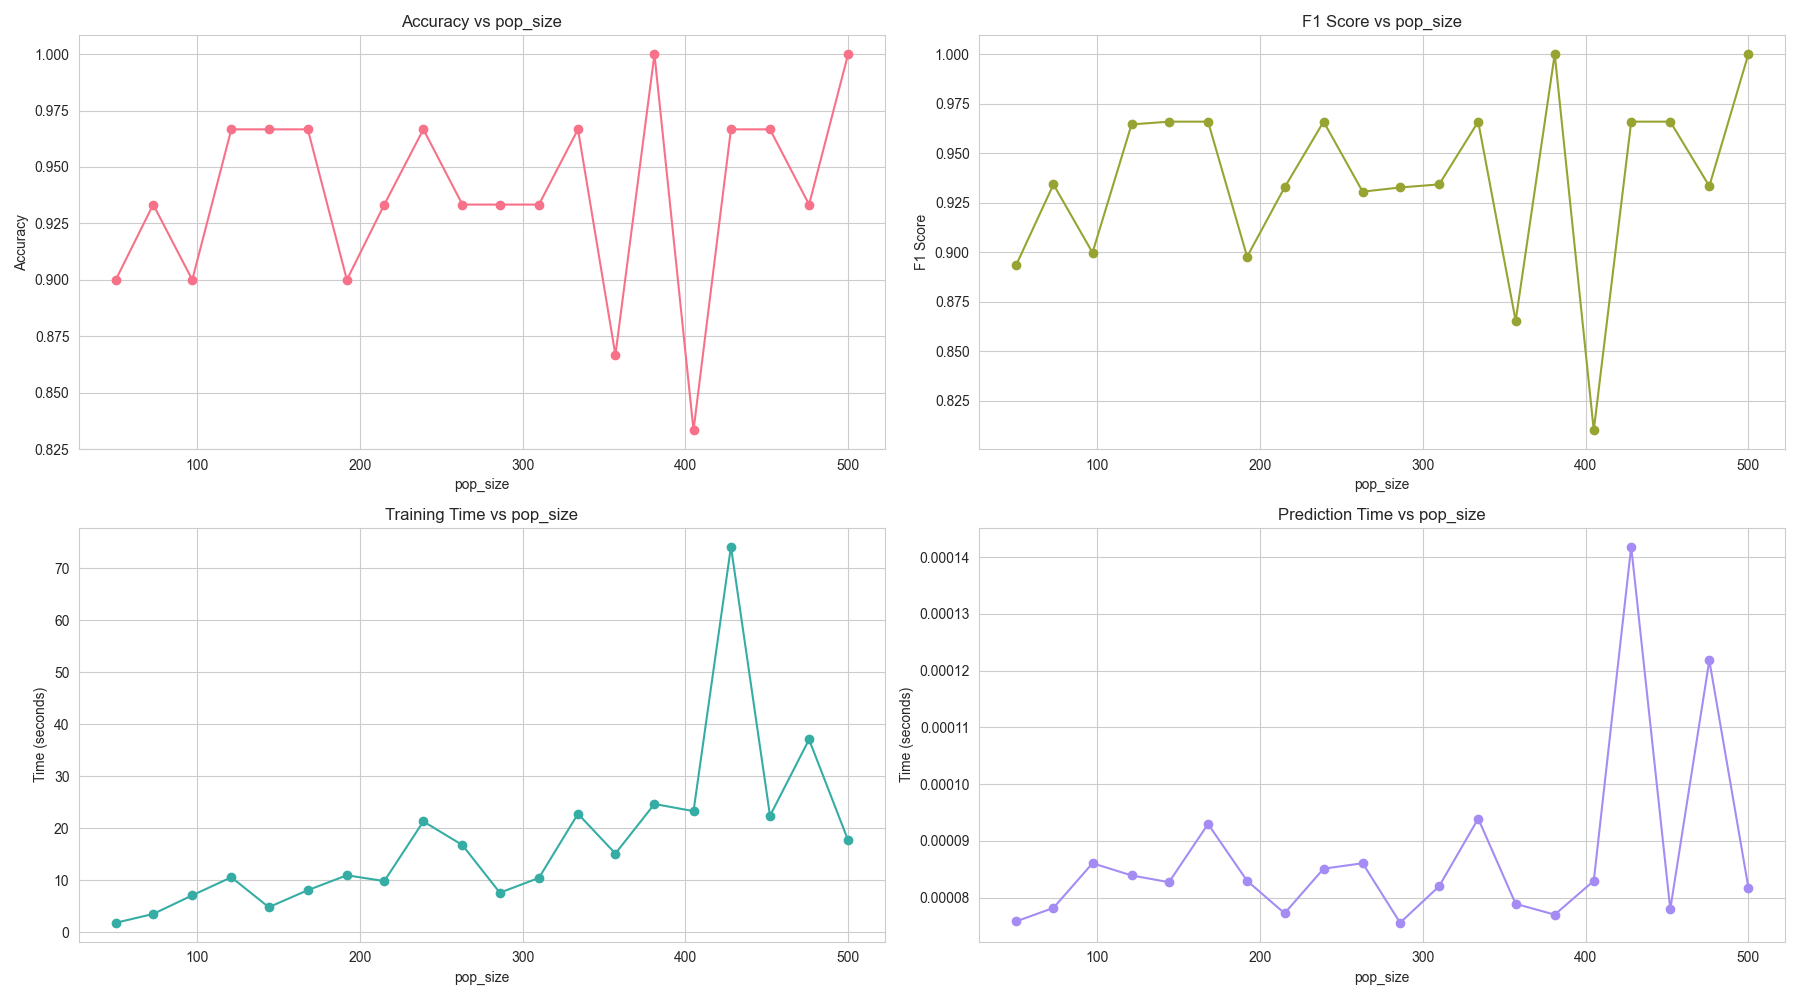 Accuracy vs pop_size
1.000
0.975
0.950
0.925
0.900
0.875
0.850
0.825
Accuracy
100 200 300 400 500
pop_size
F1 Score vs pop_size
1.000
0.975
0.950
0.925
0.900
0.875
0.850
0.825
F1 Score
100 200 300 400 500
pop_size
Training Time vs pop_size
70
60
50
40
30
20
10
0
Time (seconds)
100 200 300 400 500
pop_size
Prediction Time vs pop_size
0.00014
0.00013
0.00012
0.00011
0.00010
0.00009
0.00008
Time (seconds)
100 200 300 400 500
pop_size